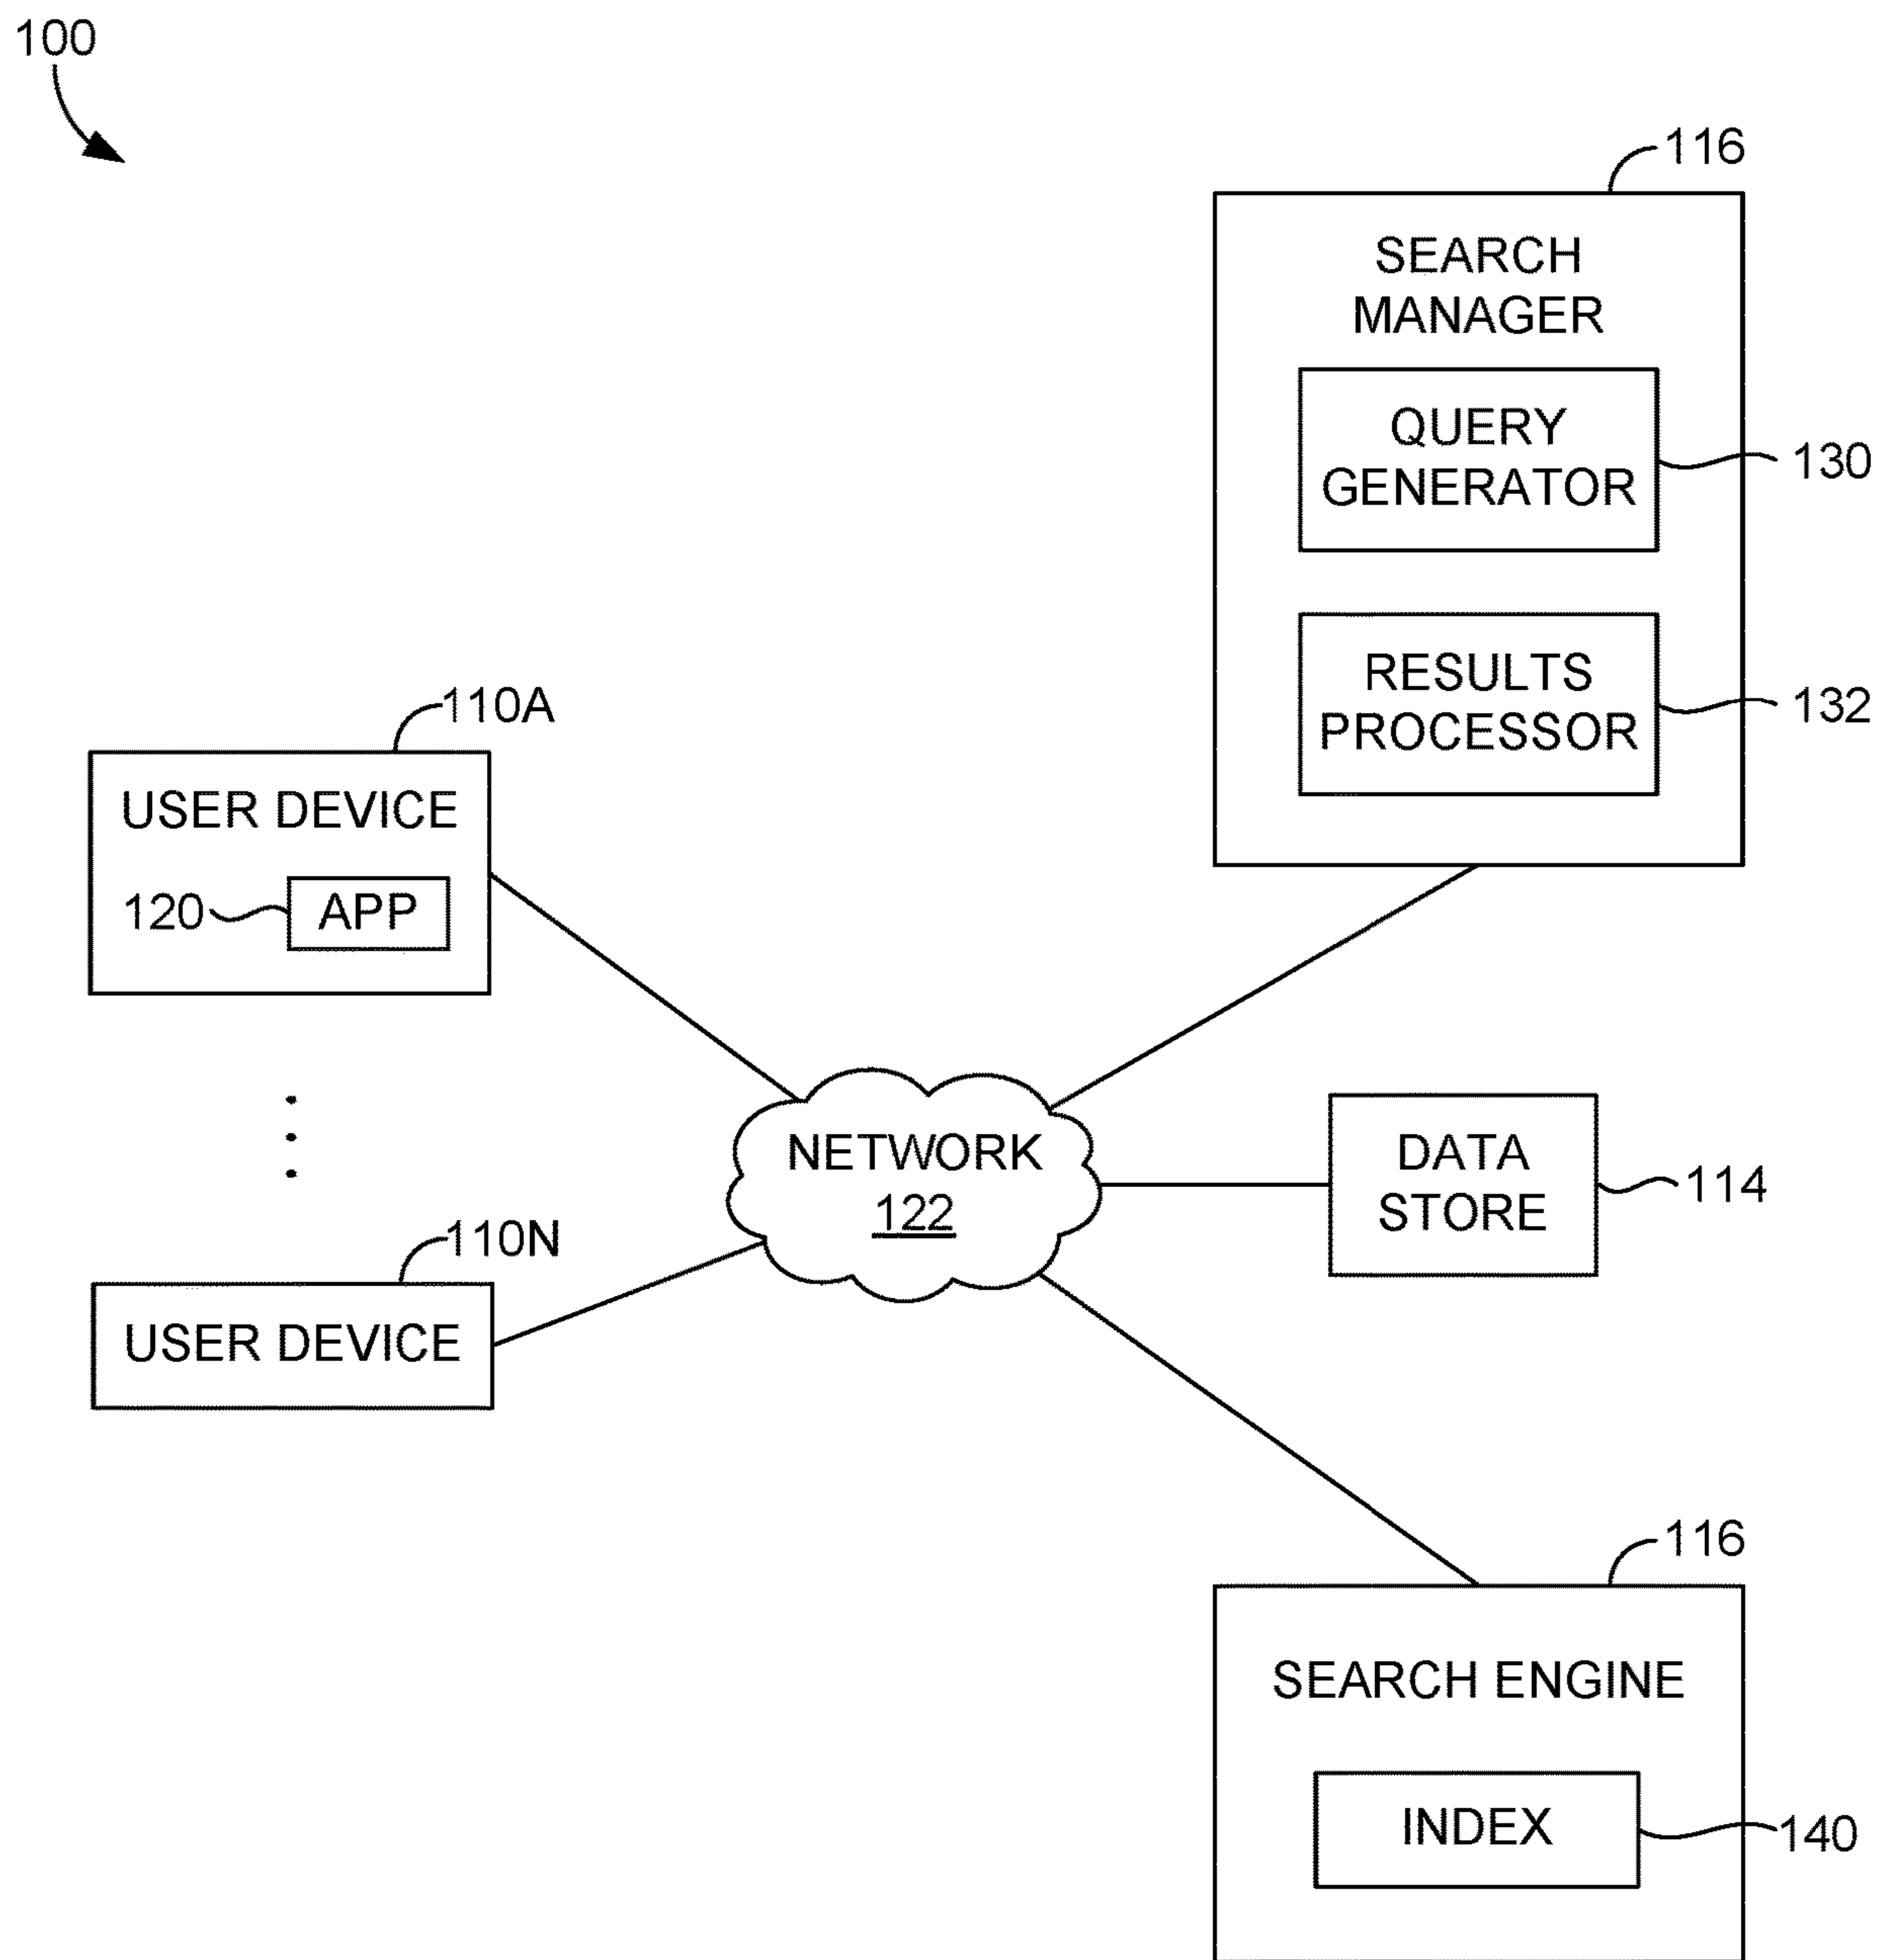 100
116
SEARCH
MANAGER
QUERY
GENERATOR
130
RESULTS
PROCESSOR
132
110A
USER DEVICE
120
APP
NETWORK
122
DATA
STORE
114
110N
USER DEVICE
116
SEARCH ENGINE
INDEX
140